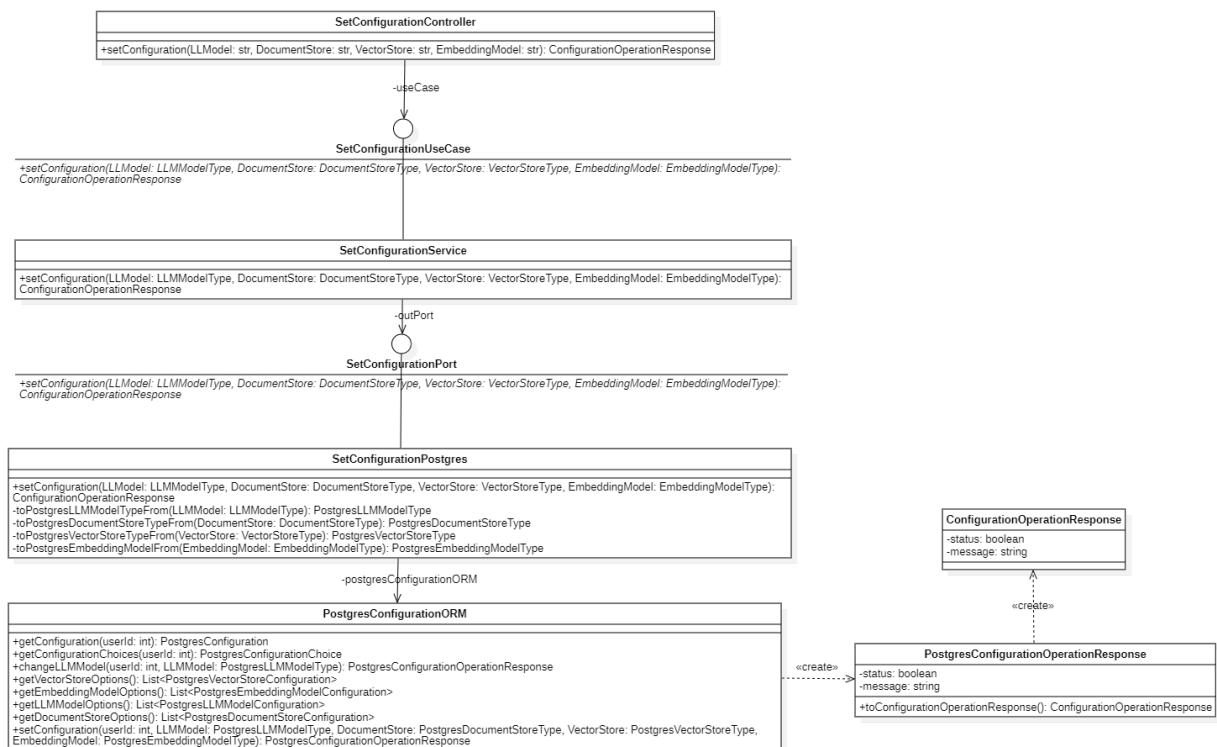 SetConfigurationController
+setConfiguration(LLModel: str, DocumentStore: str, VectorStore: str, EmbeddingModel: str): ConfigurationOperationResponse
-useCase
SetConfigurationUseCase
+setConfiguration(LLModel: LLMModelType, DocumentStore: DocumentStoreType, VectorStore: VectorStoreType, EmbeddingModel: EmbeddingModelType):
ConfigurationOperationResponse
SetConfigurationService
+setConfiguration(LLModel: LLMModelType, DocumentStore: DocumentStoreType, VectorStore: VectorStoreType, EmbeddingModel: EmbeddingModelType):
ConfigurationOperationResponse
-outPort
SetConfigurationPort
+setConfiguration(LLModel: LLMModelType, DocumentStore: DocumentStoreType, VectorStore: VectorStoreType, EmbeddingModel: EmbeddingModelType):
ConfigurationOperationResponse
SetConfigurationPostgres
+setConfiguration(LLModel: LLMModelType, DocumentStore: DocumentStoreType, VectorStore: VectorStoreType, EmbeddingModel: EmbeddingModelType):
ConfigurationOperationResponse
-toPostgresLLMModelTypeFrom(LLMModel: LLMModelType): PostgresLLMModelType
-toPostgresDocumentStoreTypeFrom(DocumentStore: DocumentStoreType): PostgresDocumentStoreType
-toPostgresVectorStoreTypeFrom(VectorStore: VectorStoreType): PostgresVectorStoreType
-toPostgresEmbeddingModelFrom(EmbeddingModel: EmbeddingModelType): PostgresEmbeddingModelType
-postgresConfigurationORM
PostgresConfigurationORM
+getConfiguration(userId: int): PostgresConfiguration
+getConfigurationChoices(userId: int): PostgresConfigurationChoice
+changeLLMModel(userId: int, LLMModel: PostgresLLMModelType): PostgresConfigurationOperationResponse
+getVectorStoreOptions(): List<PostgresVectorStoreConfiguration>
+getEmbeddingModelOptions(): List<PostgresEmbeddingModelConfiguration>
+getLLMModelOptions(): List<PostgresLLMModelConfiguration>
+getDocumentStoreOptions(): List<PostgresDocumentStoreConfiguration>
+setConfiguration(userId: int, LLMModel: PostgresLLMModelType, DocumentStore: PostgresDocumentStoreType, VectorStore: PostgresVectorStoreType,
EmbeddingModel: PostgresEmbeddingModelType): PostgresConfigurationOperationResponse
ConfigurationOperationResponse
-status: boolean
-message: string
«create»
«create»
PostgresConfigurationOperationResponse
-status: boolean
-message: string
+toConfigurationOperationResponse(): ConfigurationOperationResponse